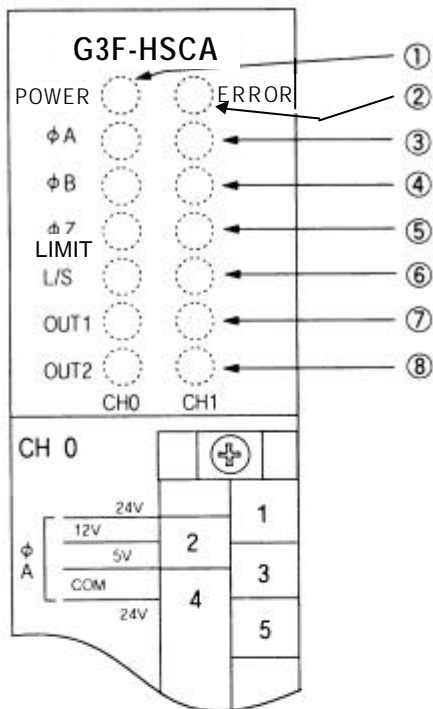 G3F-HSCA
①
POWER ERROR
②
ϕA
③
ϕB
④
ϕZ
⑤
LIMIT
L/S
⑥
OUT1
⑦
OUT2
⑧
CH0 CH1
CH 0
24V
1
12V
2
5V
ϕ
A
3
COM
4
24V
5